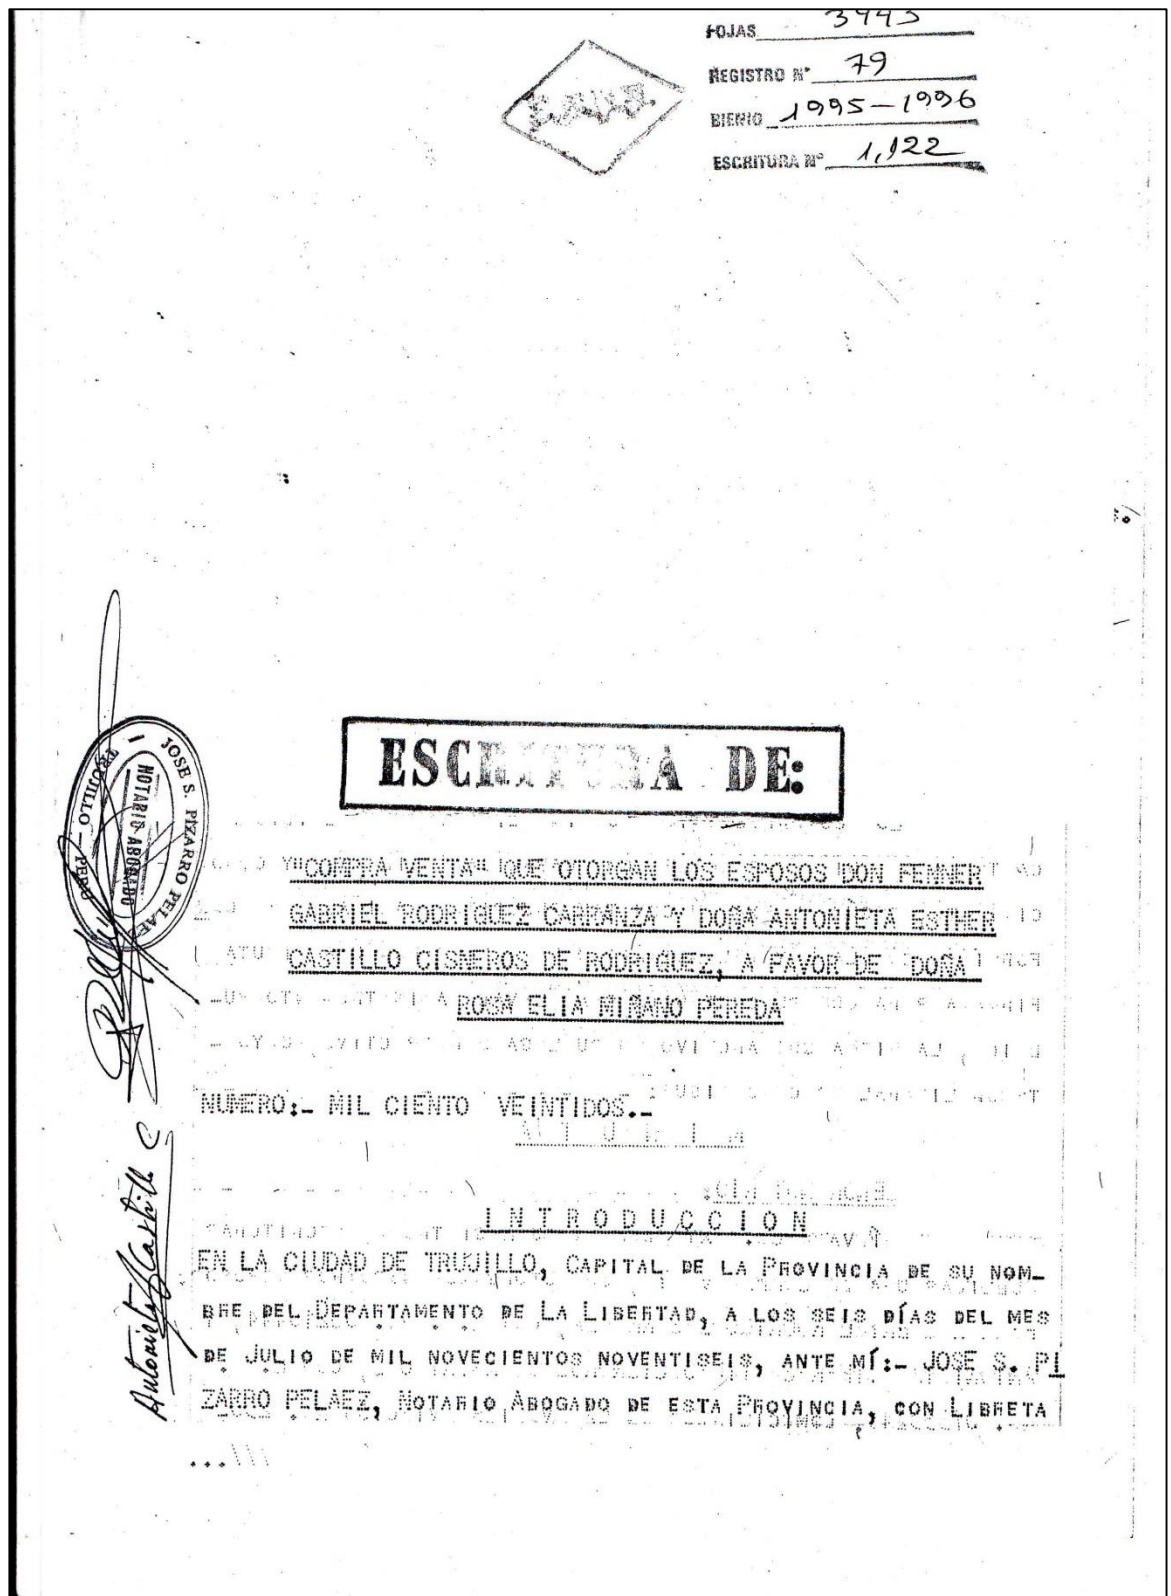 FOJAS 3443
REGISTRO N° 79
BIENIO 1995-1996
ESCRITURA N° 1,122
ESCRITURA DE:
"COMPRA VENTA" QUE OTORGAN LOS ESPOSOS DON FENNER
GABRIEL RODRIGUEZ CARRANZA Y DOÑA ANTONIETA ESTHER
CASTILLO CISNEROS DE RODRIGUEZ, A FAVOR DE DOÑA
ROSA ELIA MIÑANO PEREDA
NUMERO:- MIL CIENTO VEINTIDOS.-
INTRODUCCION
EN LA CIUDAD DE TRUJILLO, CAPITAL DE LA PROVINCIA DE SU NOM-
BRE DEL DEPARTAMENTO DE LA LIBERTAD, A LOS SEIS DÍAS DEL MES
DE JULIO DE MIL NOVECIENTOS NOVENTISEIS, ANTE MÍ:- JOSE S. PI
ZARRO PELAEZ, NOTARIO ABOGADO DE ESTA PROVINCIA, CON LIBRETA
...///
JOSE S. PIZARRO PELAEZ
NOTARIO ABOGADO
TRUJILLO - PERU
Antonieta Castillo C